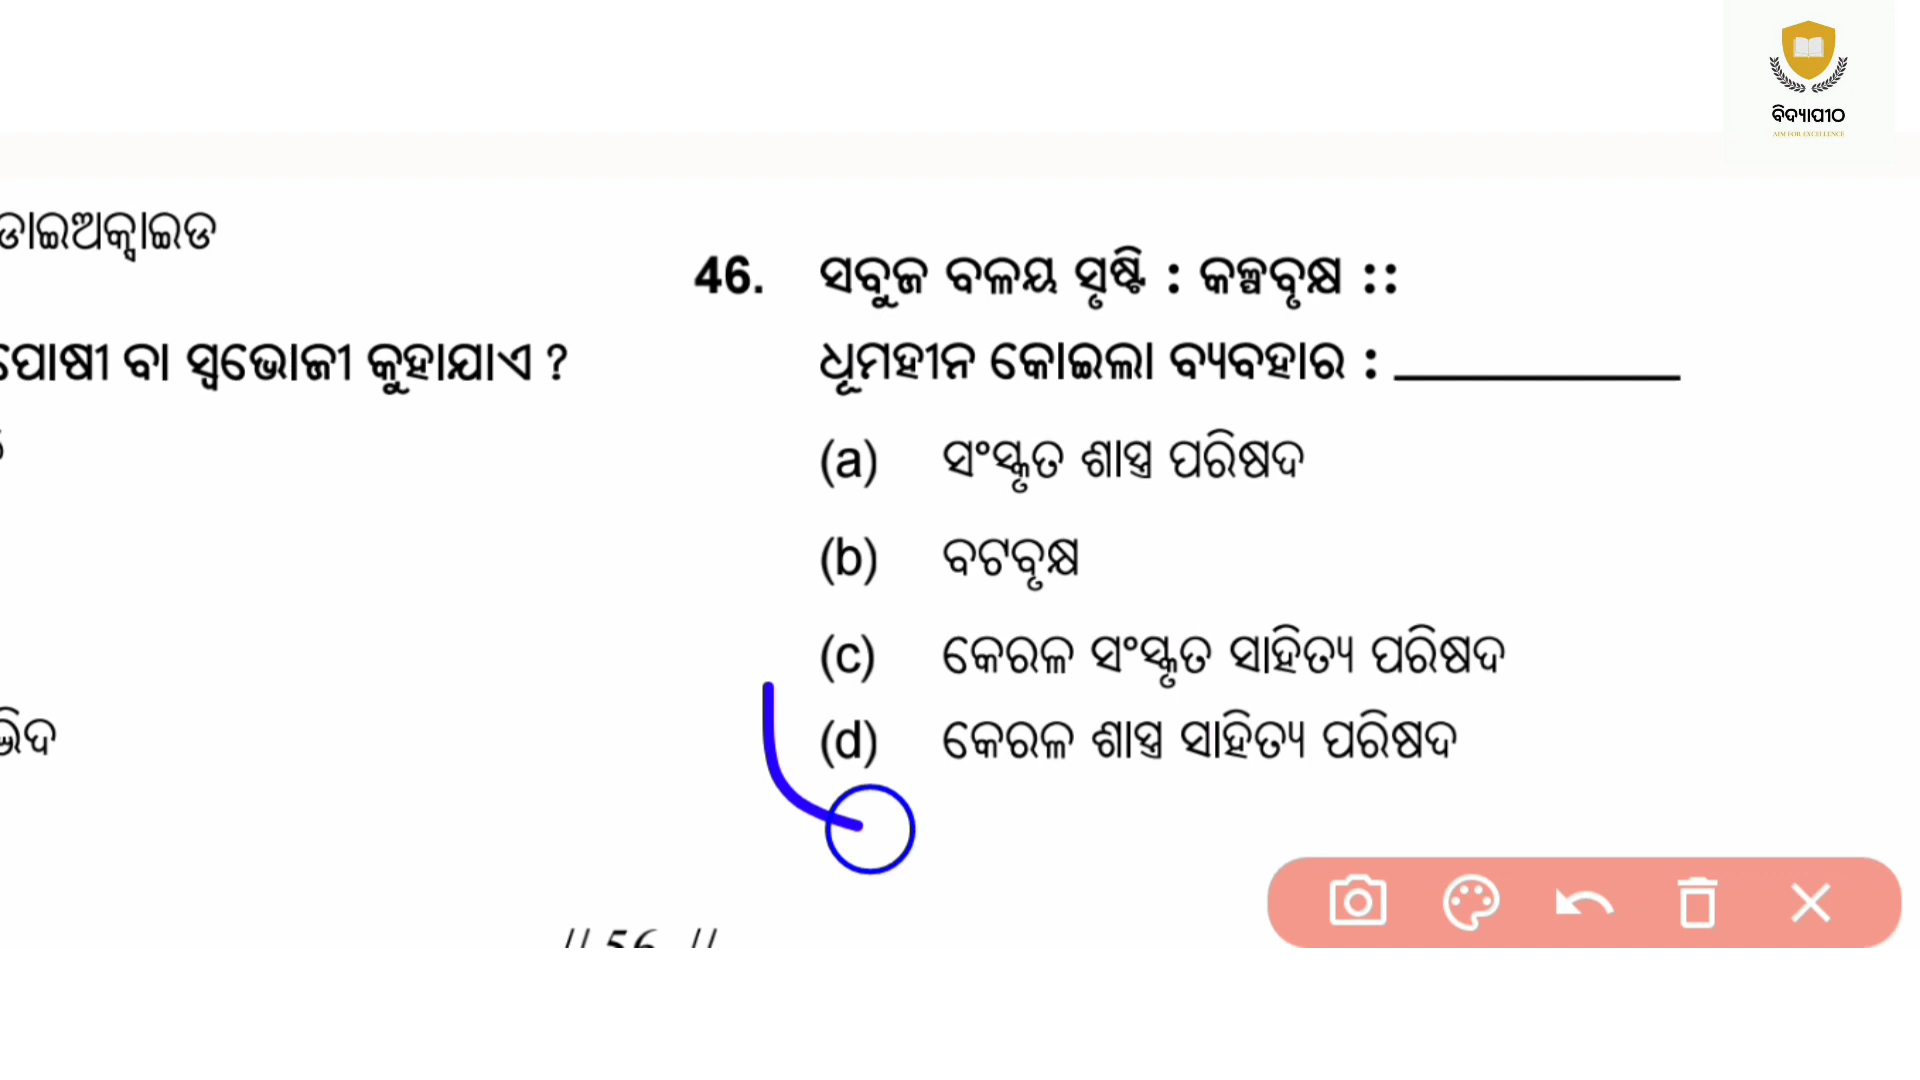 ବିଦ୍ୟାପୀଠ
AIM FOR EXCELLENCE
ଡାଇଅକ୍ସାଇଡ
ପୋଷୀ ବା ସ୍ୱଭୋଜୀ କୁହାଯାଏ ?
46. ସବୁଜ ବଳୟ ସୃଷ୍ଟି : କଳ୍ପବୃକ୍ଷ ::
ଧୂମହୀନ କୋଇଲା ବ୍ୟବହାର : ____________
(a) ସଂସ୍କୃତ ଶାସ୍ତ୍ର ପରିଷଦ
(b) ବଟବୃକ୍ଷ
(c) କେରଳ ସଂସ୍କୃତ ସାହିତ୍ୟ ପରିଷଦ
(d) କେରଳ ଶାସ୍ତ୍ର ସାହିତ୍ୟ ପରିଷଦ
// 56 //